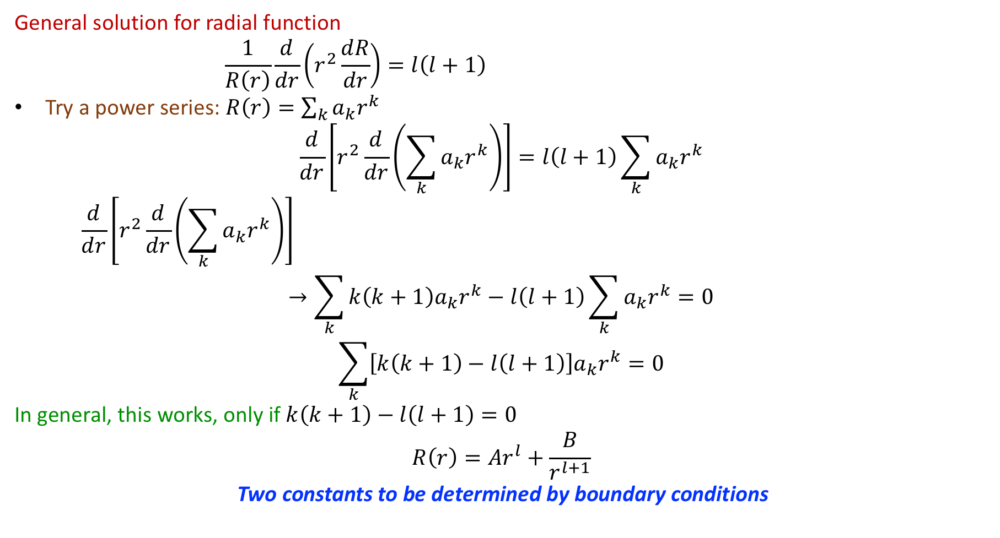 General solution for radial function
$\frac{1}{R(r)}\frac{d}{dr}\left(r^2\frac{dR}{dr}\right) = l(l+1)$
• Try a power series: $R(r) = \sum_k a_k r^k$
$\frac{d}{dr}\left[r^2\frac{d}{dr}\left(\sum_k a_k r^k\right)\right] = l(l+1)\sum_k a_k r^k$
$\frac{d}{dr}\left[r^2\frac{d}{dr}\left(\sum_k a_k r^k\right)\right]$
$\rightarrow \sum_k k(k+1)a_k r^k - l(l+1)\sum_k a_k r^k = 0$
$\sum_k [k(k+1) - l(l+1)]a_k r^k = 0$
In general, this works, only if $k(k+1) - l(l+1) = 0$
$R(r) = Ar^l + \frac{B}{r^{l+1}}$
Two constants to be determined by boundary conditions